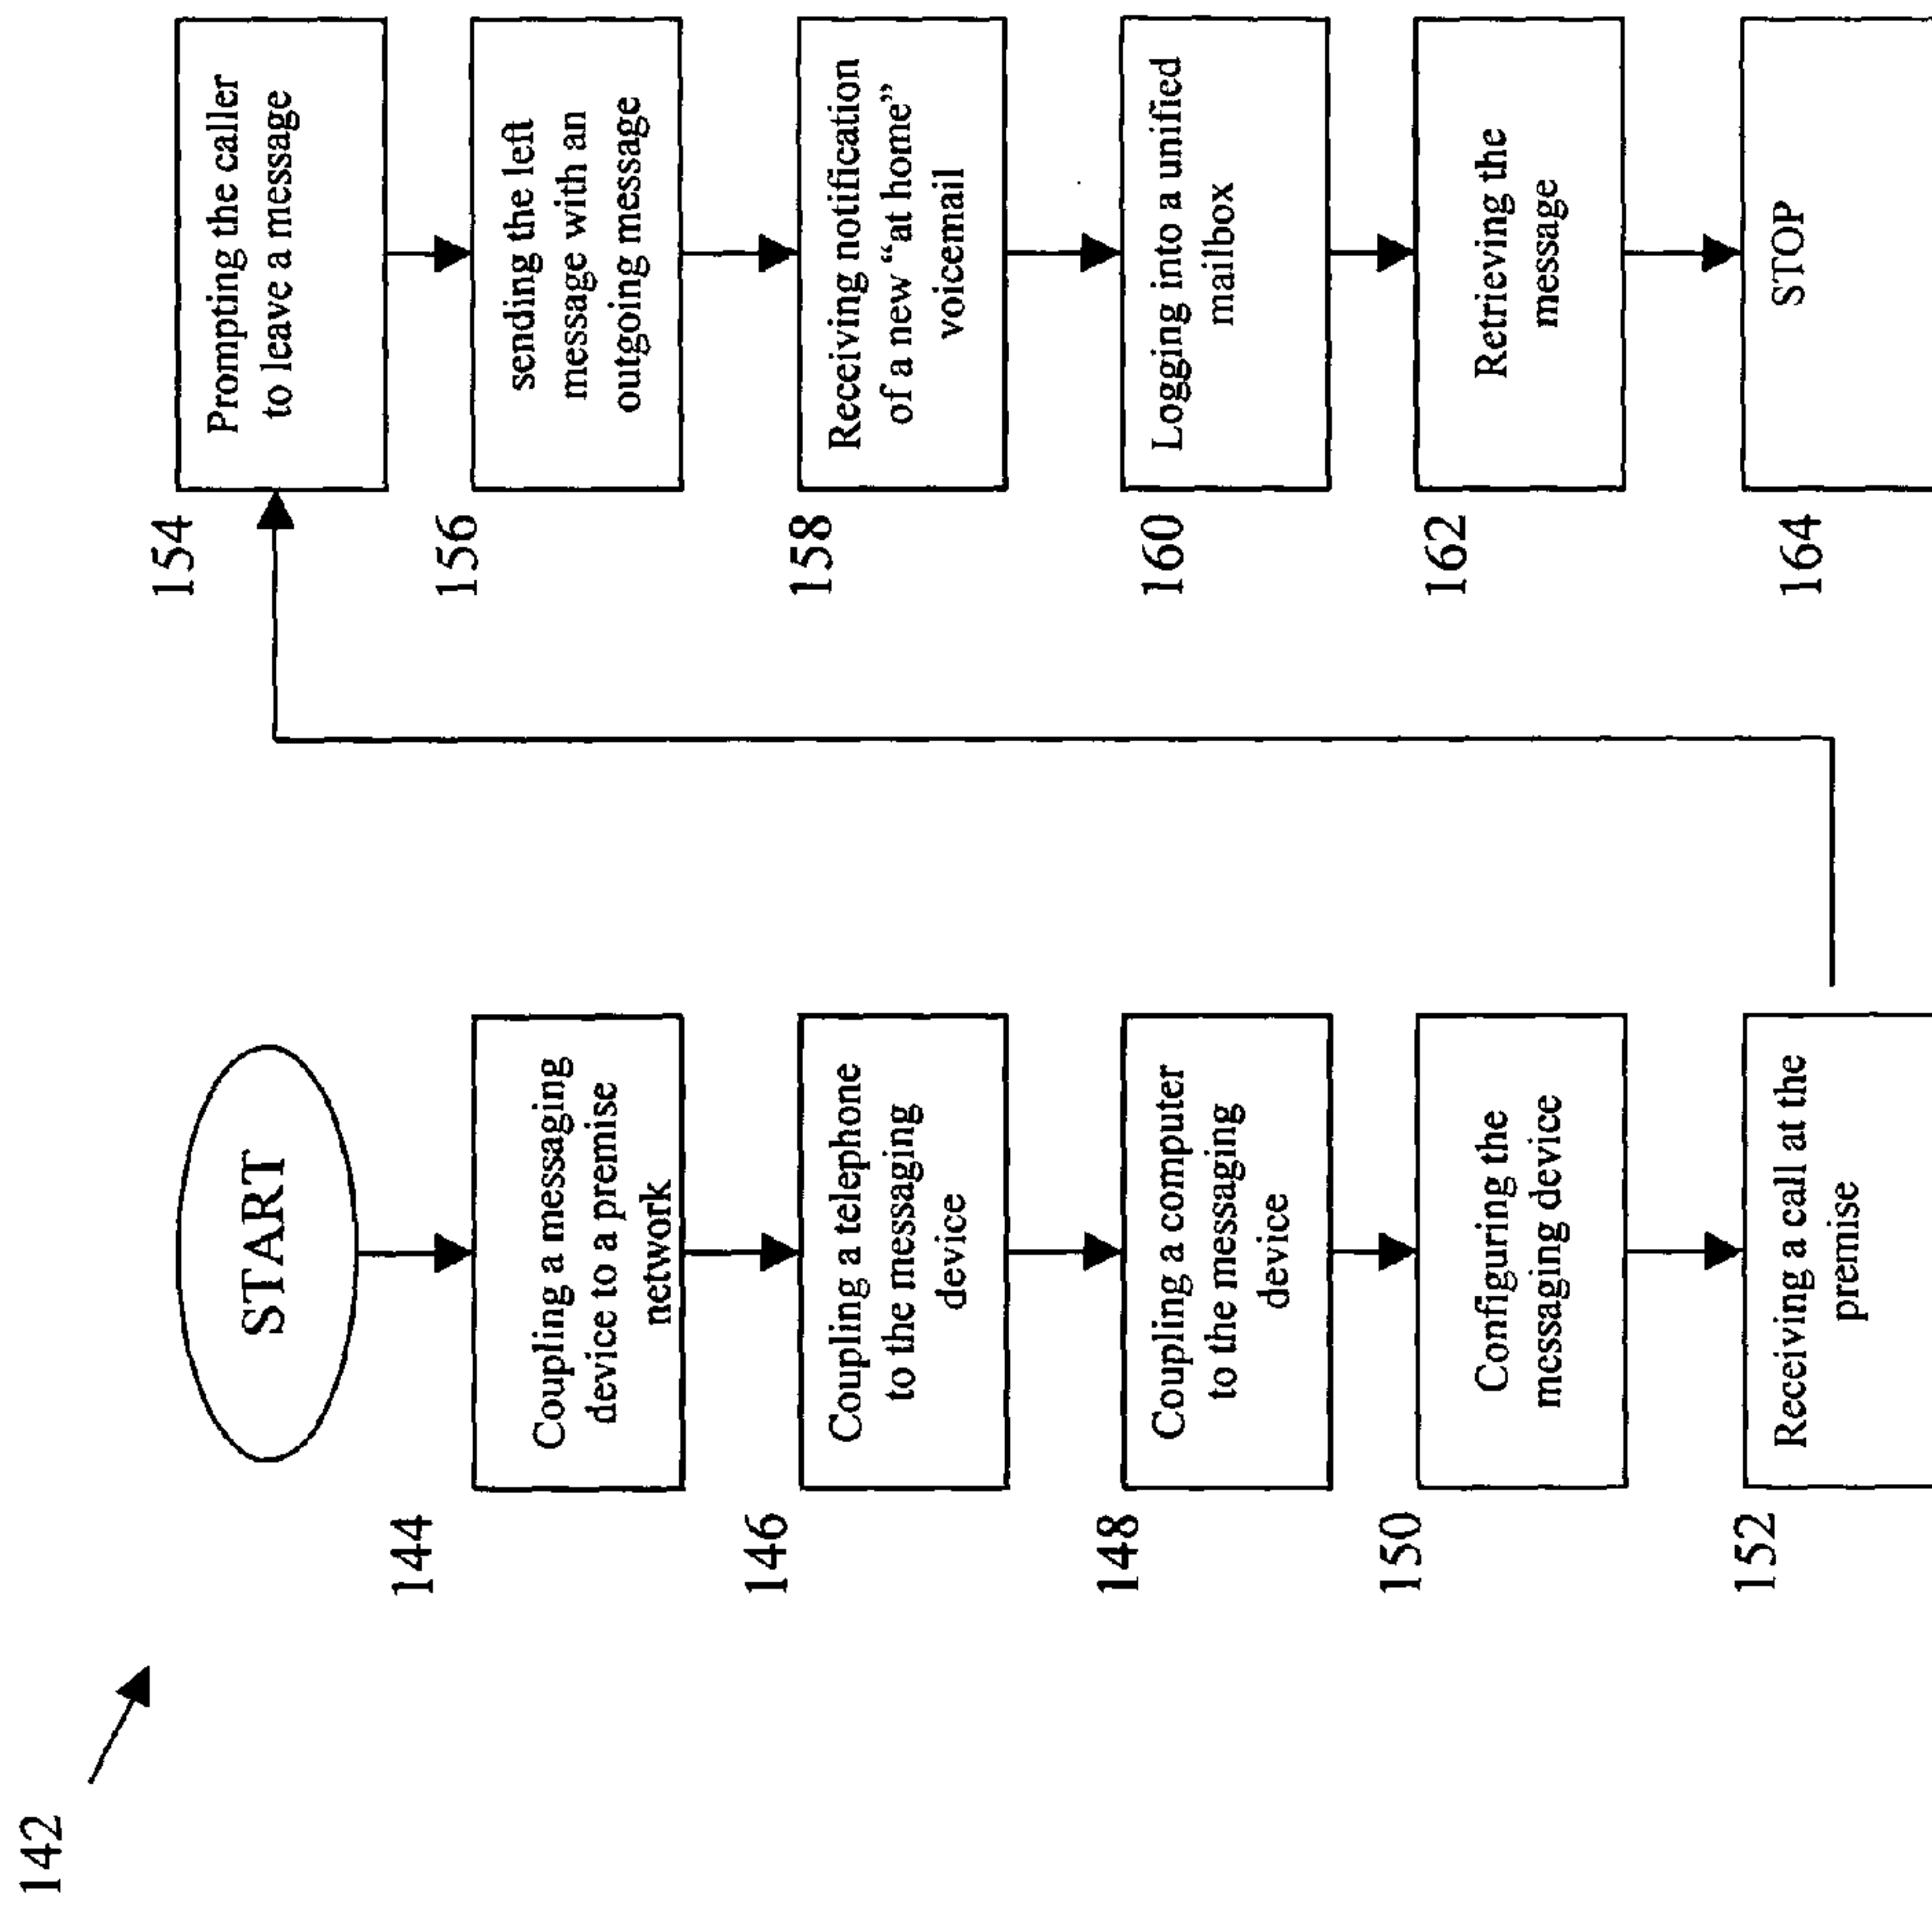 142
START
144
Coupling a messaging
device to a premise
network
146
Coupling a telephone
to the messaging
device
148
Coupling a computer
to the messaging
device
150
Configuring the
messaging device
152
Receiving a call at the
premise
154
Prompting the caller
to leave a message
156
sending the left
message with an
outgoing message
158
Receiving notification
of a new “at home”
voicemail
160
Logging into a unified
mailbox
162
Retrieving the
message
164
STOP